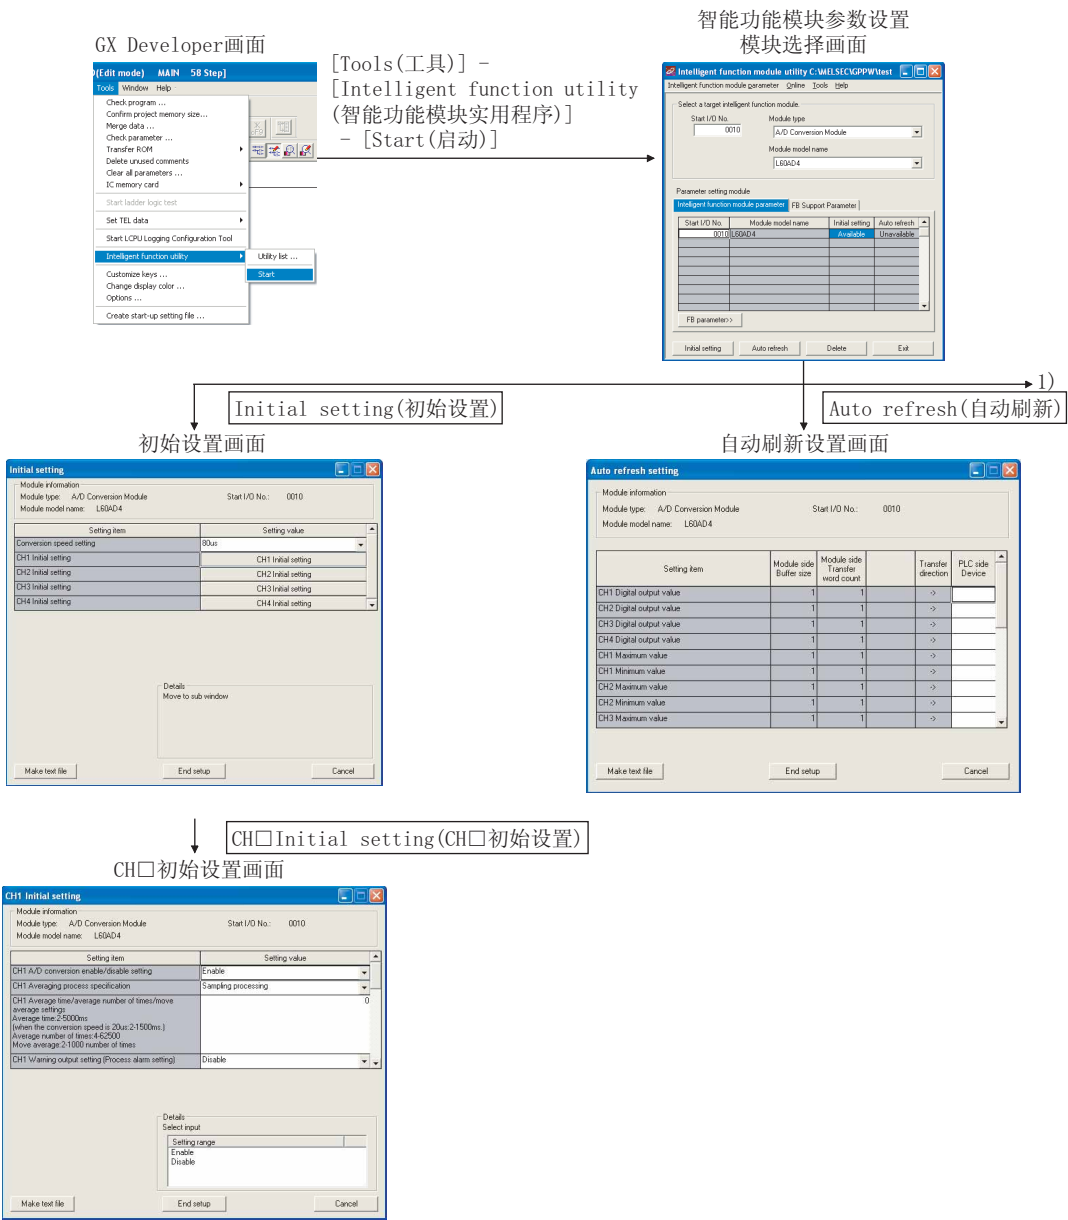 智能功能模块参数设置
模块选择画面
GX Developer画面
[Tools(工具)] -
[Intelligent function utility
(智能功能模块实用程序)]
- [Start(启动)]
(Edit mode) MAIN 58 Step]
Tools Window Help
Check program ...
Confirm project memory size...
Merge data ...
Check parameter ...
Transfer ROM
Delete unused comments
Clear all parameters ...
IC memory card
Start ladder logic test
Set TEL data
Start LCPU Logging Configuration Tool
Intelligent function utility
Utility list ...
Customize keys ...
Start
Change display color ...
Options ...
Create start-up setting file ...
Intelligent function module utility C:\MELSEC\GPPW\test
Intelligent function module parameter Online Tools Help
Select a target intelligent function module.
Start I/O No. Module type
0010 A/D Conversion Module
Module model name
L60AD4
Parameter setting module
Intelligent function module parameter FB Support Parameter
Start I/O No. Module model name Initial setting Auto refresh
0010 L60AD4 Available Unavailable
FB parameter>>
Initial setting Auto refresh Delete Exit
1)
Initial setting(初始设置)
Auto refresh(自动刷新)
初始设置画面
Initial setting
Module information
Module type: A/D Conversion Module Start I/O No.: 0010
Module model name: L60AD4
Setting item Setting value
Conversion speed setting 80us
CH1 Initial setting CH1 Initial setting
CH2 Initial setting CH2 Initial setting
CH3 Initial setting CH3 Initial setting
CH4 Initial setting CH4 Initial setting
Details
Move to sub window
Make text file End setup Cancel
自动刷新设置画面
Auto refresh setting
Module information
Module type: A/D Conversion Module Start I/O No.: 0010
Module model name: L60AD4
Setting item Module side Buffer size Module side Transfer word count Transfer direction PLC side Device
CH1 Digital output value 1 1 ->
CH2 Digital output value 1 1 ->
CH3 Digital output value 1 1 ->
CH4 Digital output value 1 1 ->
CH1 Maximum value 1 1 ->
CH1 Minimum value 1 1 ->
CH2 Maximum value 1 1 ->
CH2 Minimum value 1 1 ->
CH3 Maximum value 1 1 ->
Make text file End setup Cancel
CH□Initial setting(CH□初始设置)
CH□初始设置画面
CH1 Initial setting
Module information
Module type: A/D Conversion Module Start I/O No.: 0010
Module model name: L60AD4
Setting item Setting value
CH1 A/D conversion enable/disable setting Enable
CH1 Averaging process specification Sampling processing
CH1 Average time/average number of times/move 0
average settings
Average time:2-5000ms
(when the conversion speed is 20us:2-1500ms.)
Average number of times:4-62500
Move average:2-1000 number of times
CH1 Warning output setting (Process alarm setting) Disable
Details
Select input
Setting range
Enable
Disable
Make text file End setup Cancel